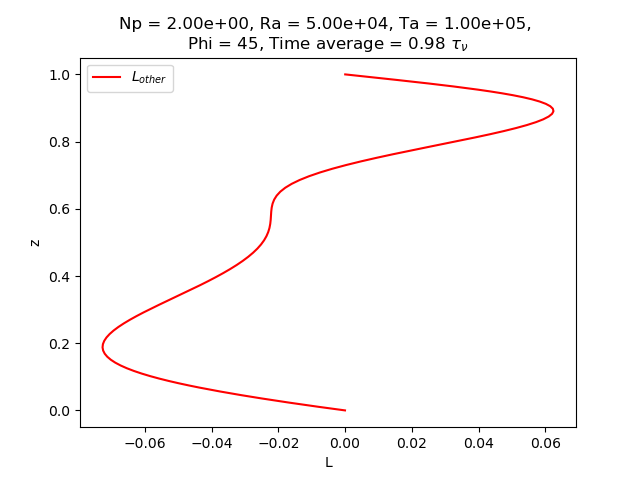 Np = 2.00e+00, Ra = 5.00e+04, Ta = 1.00e+05,
Phi = 45, Time average = 0.98 τ_ν
L_other
1.0
0.8
0.6
0.4
0.2
0.0
z
−0.06 −0.04 −0.02 0.00 0.02 0.04 0.06
L